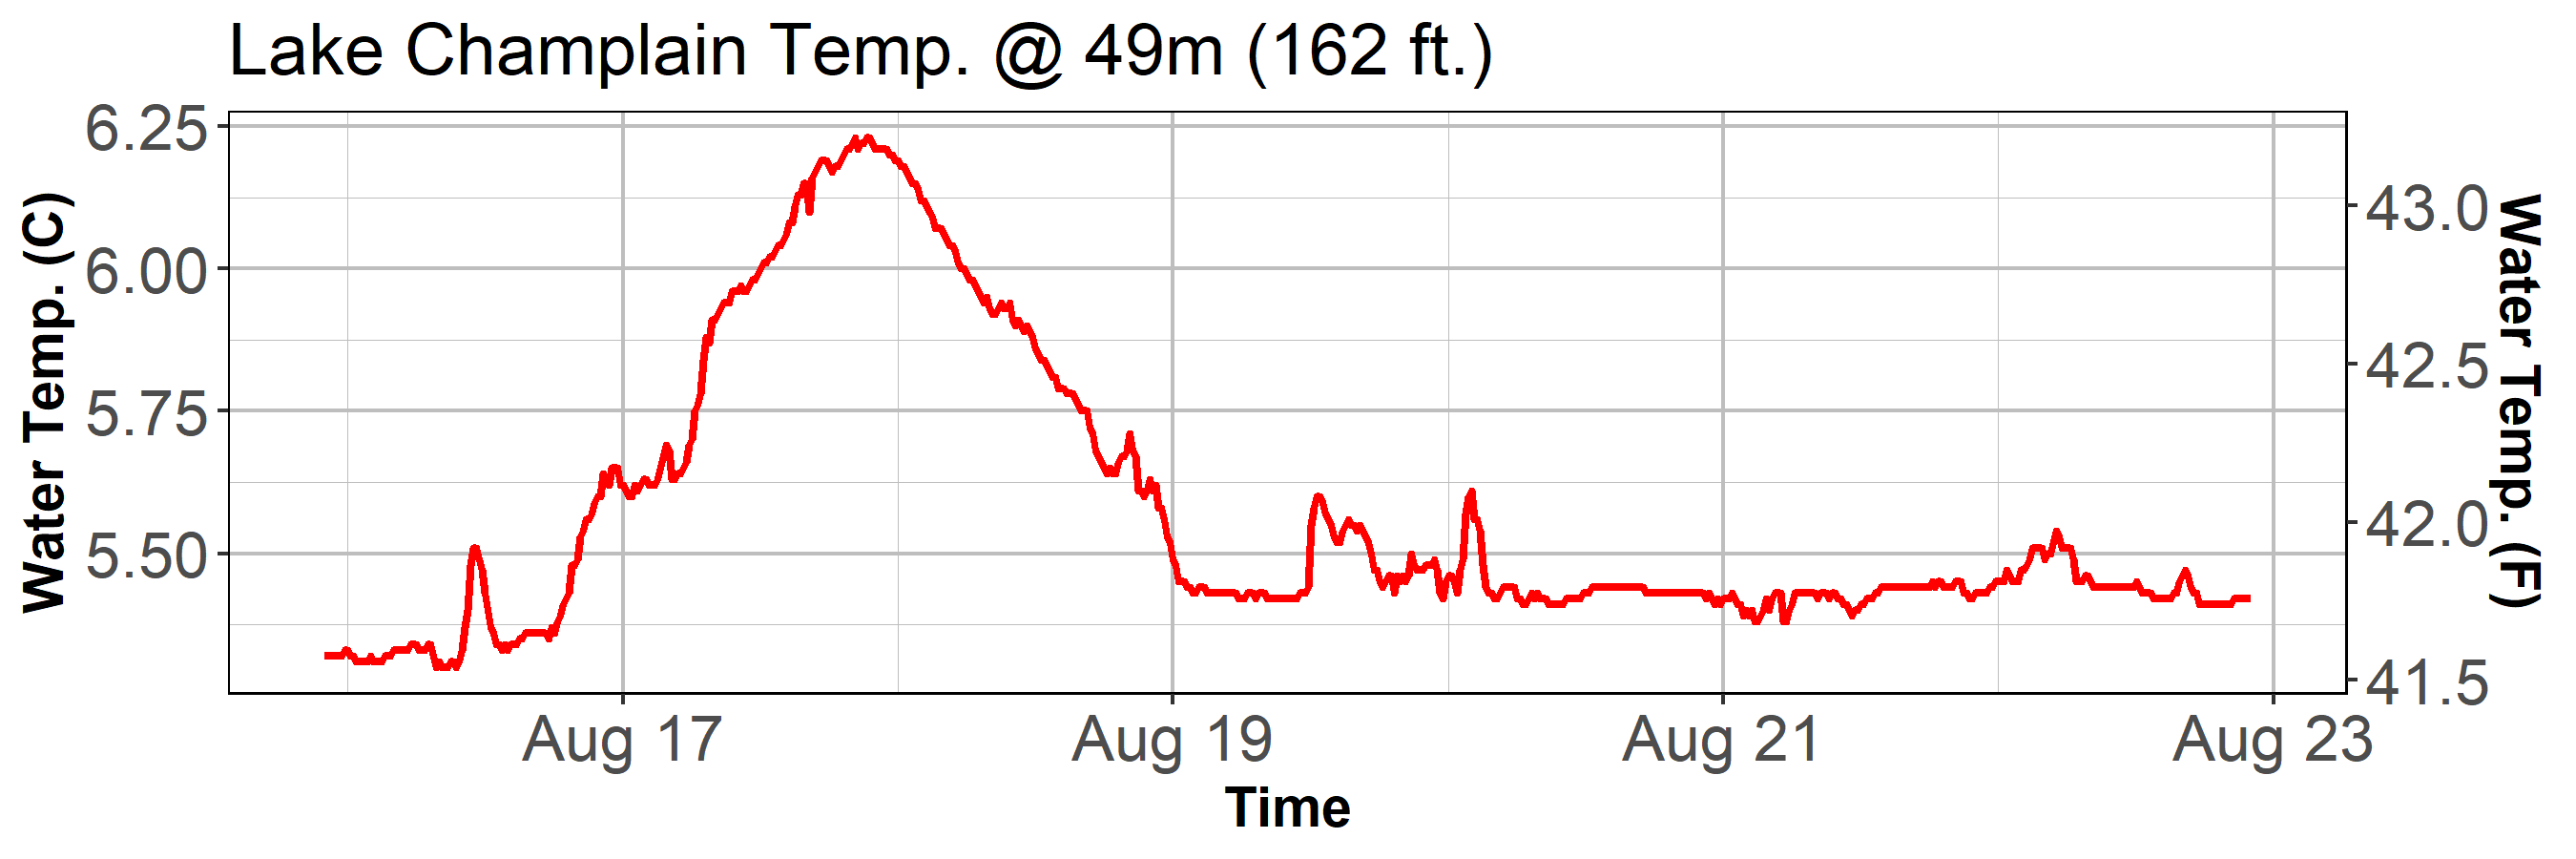 Lake Champlain Temp. @ 49m (162 ft.)
Water Temp. (C)
6.25
6.00
5.75
5.50
43.0
42.5
42.0
41.5
Water Temp. (F)
Aug 17 Aug 19 Aug 21 Aug 23
Time